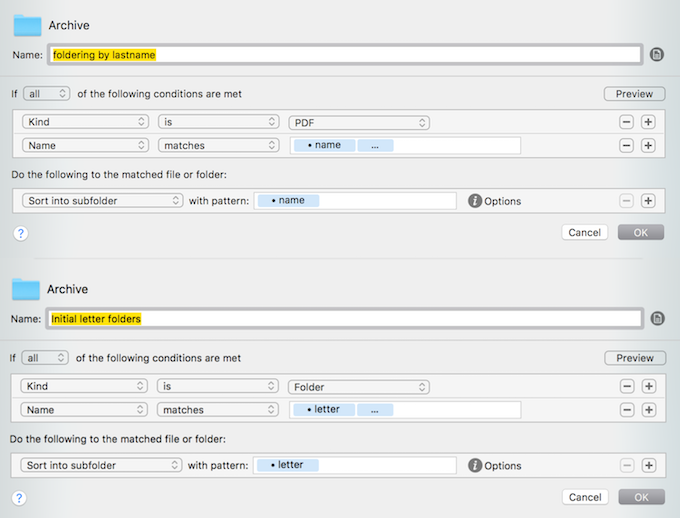 Archive
Name: foldering by lastname
If all of the following conditions are met Preview
Kind is PDF
Name matches • name ...
Do the following to the matched file or folder:
Sort into subfolder with pattern: • name i Options
? Cancel OK
Archive
Name: Initial letter folders
If all of the following conditions are met Preview
Kind is Folder
Name matches • letter ...
Do the following to the matched file or folder:
Sort into subfolder with pattern: • letter i Options
? Cancel OK